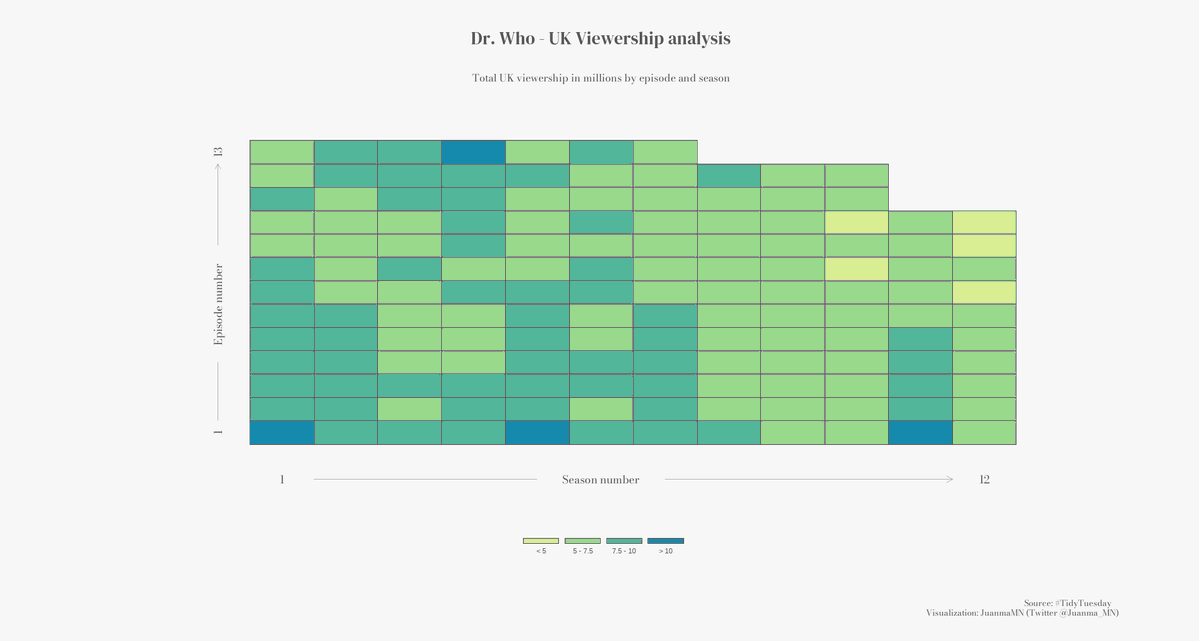 Dr. Who - UK Viewership analysis
Total UK viewership in millions by episode and season
13
Episode number
1
1
Season number
12
< 5
5 - 7.5
7.5 - 10
> 10
Source: #TidyTuesday
Visualization: JuanmaMN (Twitter @Juanma_MN)